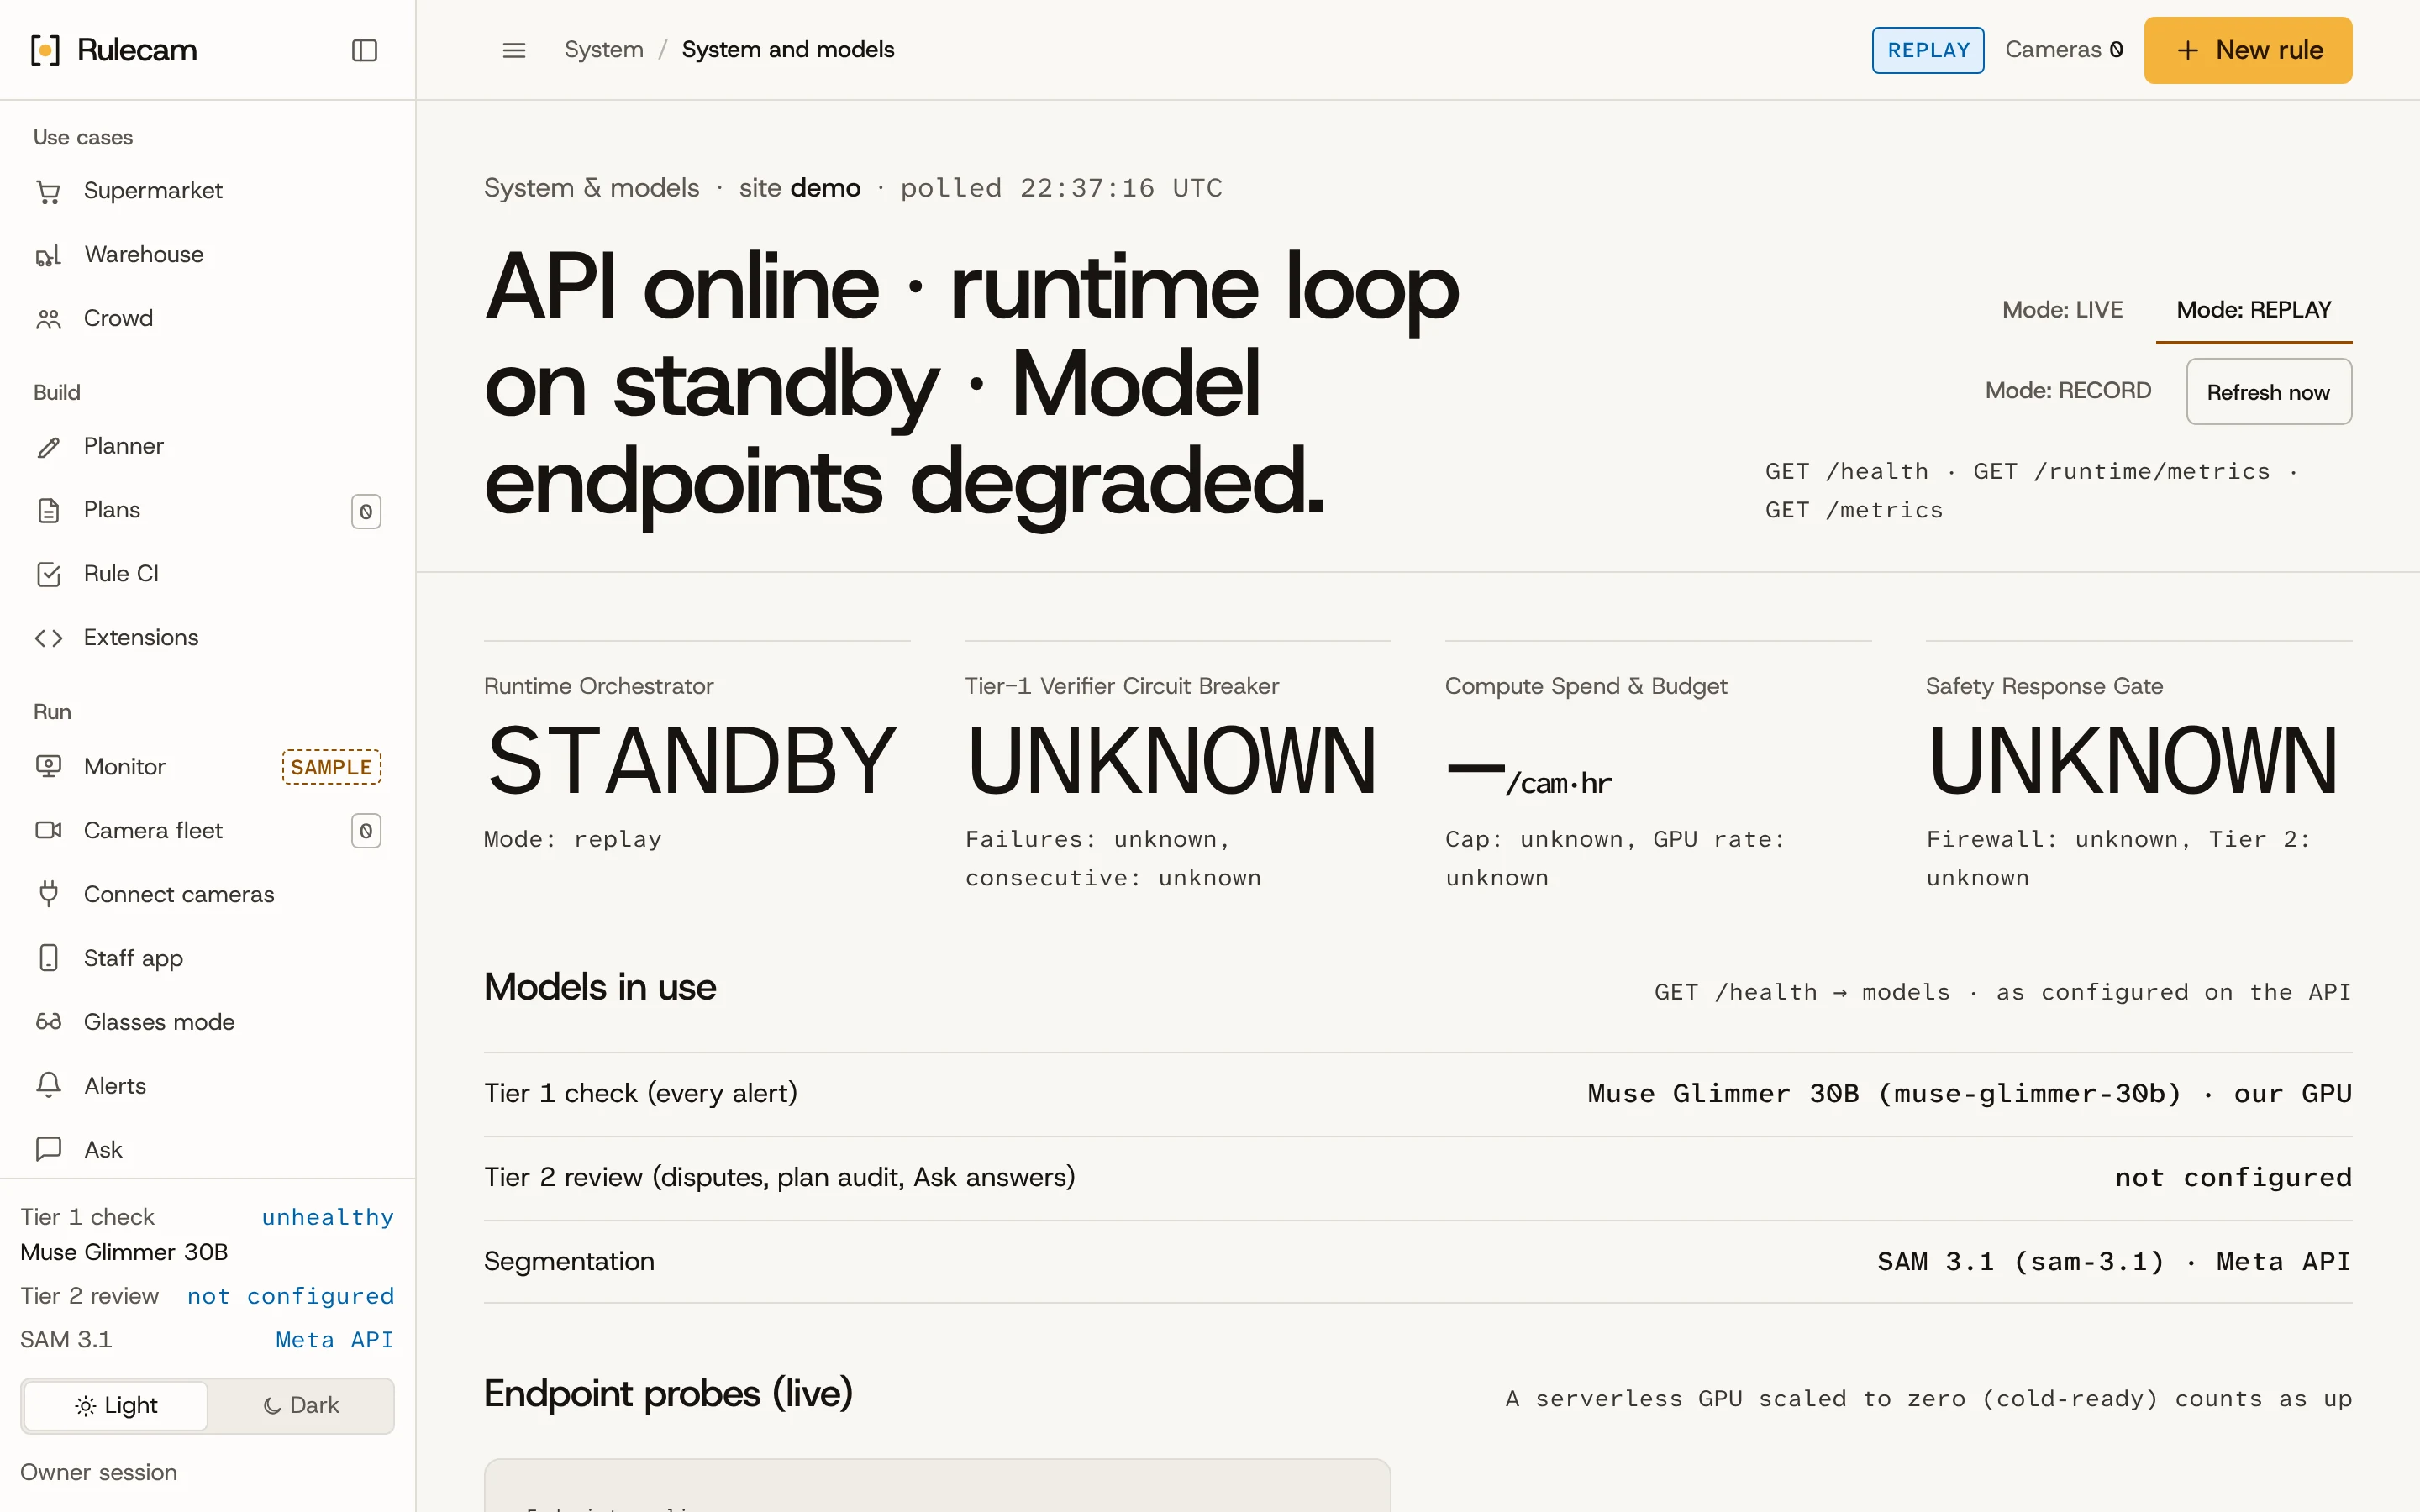 Rulecam
System / System and models
REPLAY
Cameras 0
+ New rule
Use cases
Supermarket
Warehouse
Crowd
Build
Planner
Plans 0
Rule CI
Extensions
Run
Monitor SAMPLE
Camera fleet 0
Connect cameras
Staff app
Glasses mode
Alerts
Ask
Tier 1 check unhealthy
Muse Glimmer 30B
Tier 2 review not configured
SAM 3.1 Meta API
Light Dark
Owner session
System & models · site demo · polled 22:37:16 UTC
API online · runtime loop
on standby · Model
endpoints degraded.
Mode: LIVE Mode: REPLAY
Mode: RECORD Refresh now
GET /health · GET /runtime/metrics ·
GET /metrics
Runtime Orchestrator
STANDBY
Mode: replay
Tier-1 Verifier Circuit Breaker
UNKNOWN
Failures: unknown,
consecutive: unknown
Compute Spend & Budget
—/cam·hr
Cap: unknown, GPU rate:
unknown
Safety Response Gate
UNKNOWN
Firewall: unknown, Tier 2:
unknown
Models in use
GET /health → models · as configured on the API
Tier 1 check (every alert) Muse Glimmer 30B (muse-glimmer-30b) · our GPU
Tier 2 review (disputes, plan audit, Ask answers) not configured
Segmentation SAM 3.1 (sam-3.1) · Meta API
Endpoint probes (live)
A serverless GPU scaled to zero (cold-ready) counts as up